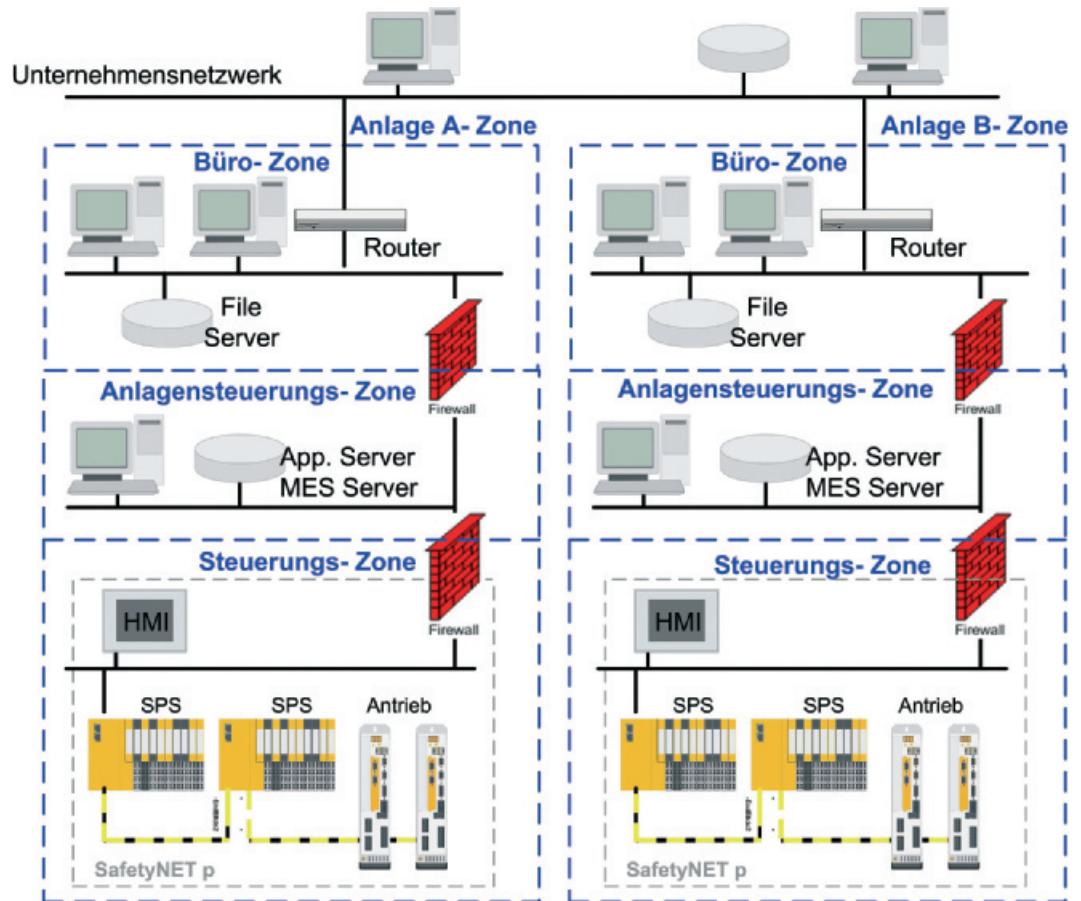 Unternehmensnetzwerk
Anlage A- Zone
Büro- Zone
Router
File
Server
Anlagensteuerungs- Zone
Firewall
App. Server
MES Server
Steuerungs- Zone
HMI
Firewall
SPS
SPS
Antrieb
SafetyNET p
Anlage B- Zone
Büro- Zone
Router
File
Server
Anlagensteuerungs- Zone
Firewall
App. Server
MES Server
Steuerungs- Zone
HMI
Firewall
SPS
SPS
Antrieb
SafetyNET p